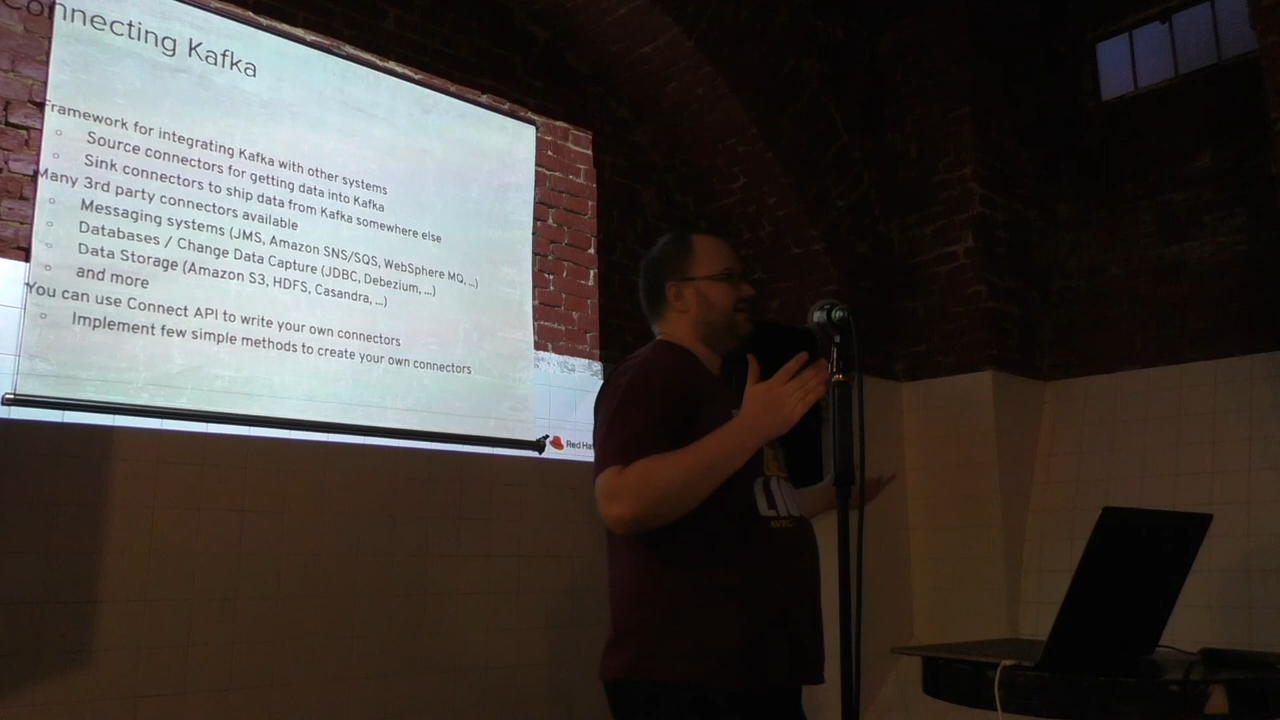 Connecting Kafka
Framework for integrating Kafka with other systems
Source connectors for getting data into Kafka
Sink connectors to ship data from Kafka somewhere else
Many 3rd party connectors available
Messaging systems (JMS, Amazon SNS/SQS, WebSphere MQ, ...)
Databases / Change Data Capture (JDBC, Debezium, ...)
Data Storage (Amazon S3, HDFS, Casandra, ...)
and more
You can use Connect API to write your own connectors
Implement few simple methods to create your own connectors
Red Ha